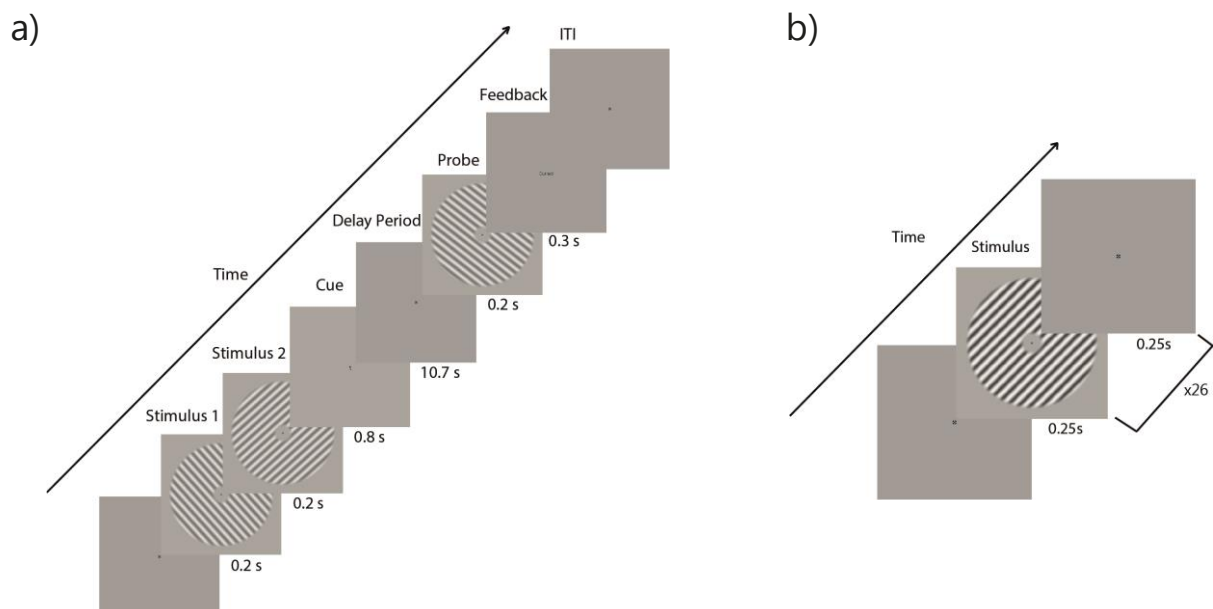 a)
ITI
Feedback
Probe
0.3 s
Delay Period
0.2 s
Time
Cue
10.7 s
Stimulus 2
0.8 s
Stimulus 1
0.2 s
0.2 s
b)
Time
Stimulus
0.25s
x26
0.25s